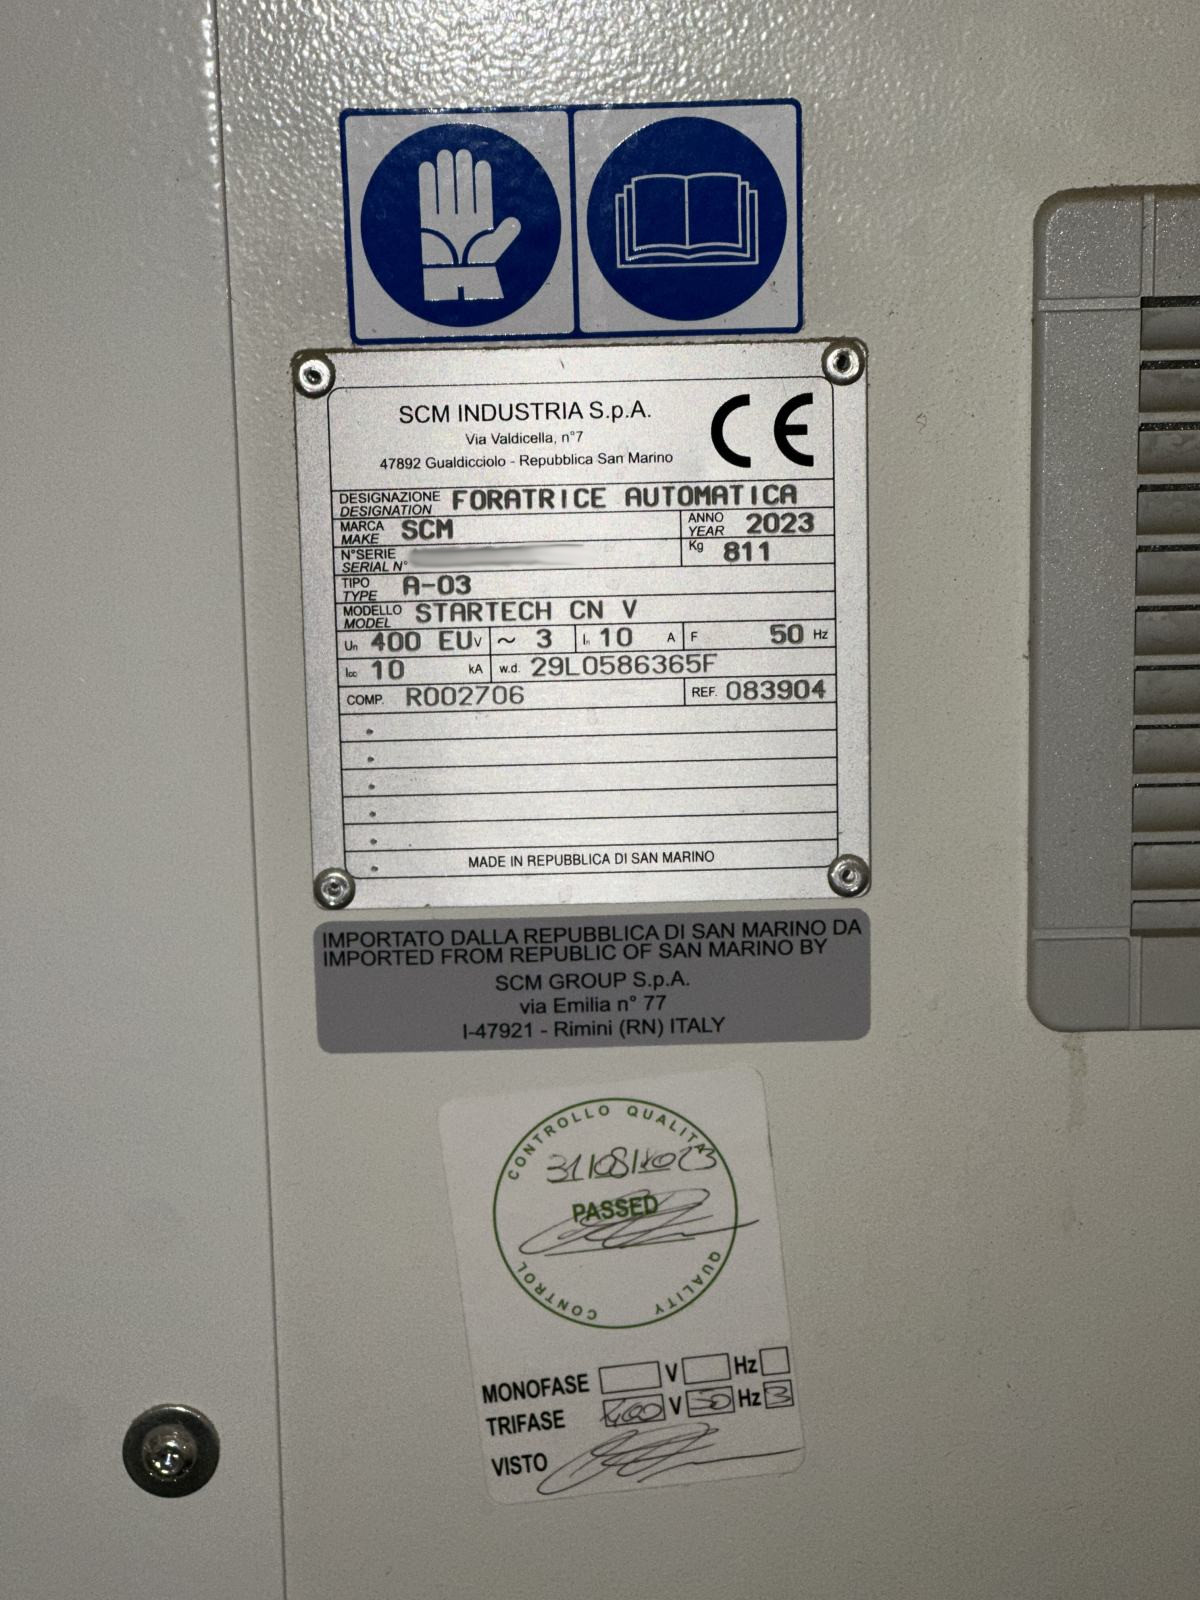 SCM INDUSTRIA S.p.A.
Via Valdicella, n°7
47892 Gualdicciolo - Repubblica San Marino
CE
DESIGNAZIONE FORATRICE AUTOMATICA
DESIGNATION
MARCA SCM ANNO 2023
MAKE YEAR
N°SERIE Kg 811
SERIAL N°
TIPO A-03
TYPE
MODELLO STARTECH CN V
MODEL
Un 400 EU V ~ 3 In 10 A F 50 Hz
Icc 10 kA w.d. 29L0586365F
COMP. R002706 REF. 083904
MADE IN REPUBBLICA DI SAN MARINO
IMPORTATO DALLA REPUBBLICA DI SAN MARINO DA
IMPORTED FROM REPUBLIC OF SAN MARINO BY
SCM GROUP S.p.A.
via Emilia n° 77
I-47921 - Rimini (RN) ITALY
CONTROLLO QUALITA'
31/08/2023
PASSED
QUALITY CONTROL
MONOFASE V Hz
TRIFASE 400 V 50 Hz 3
VISTO